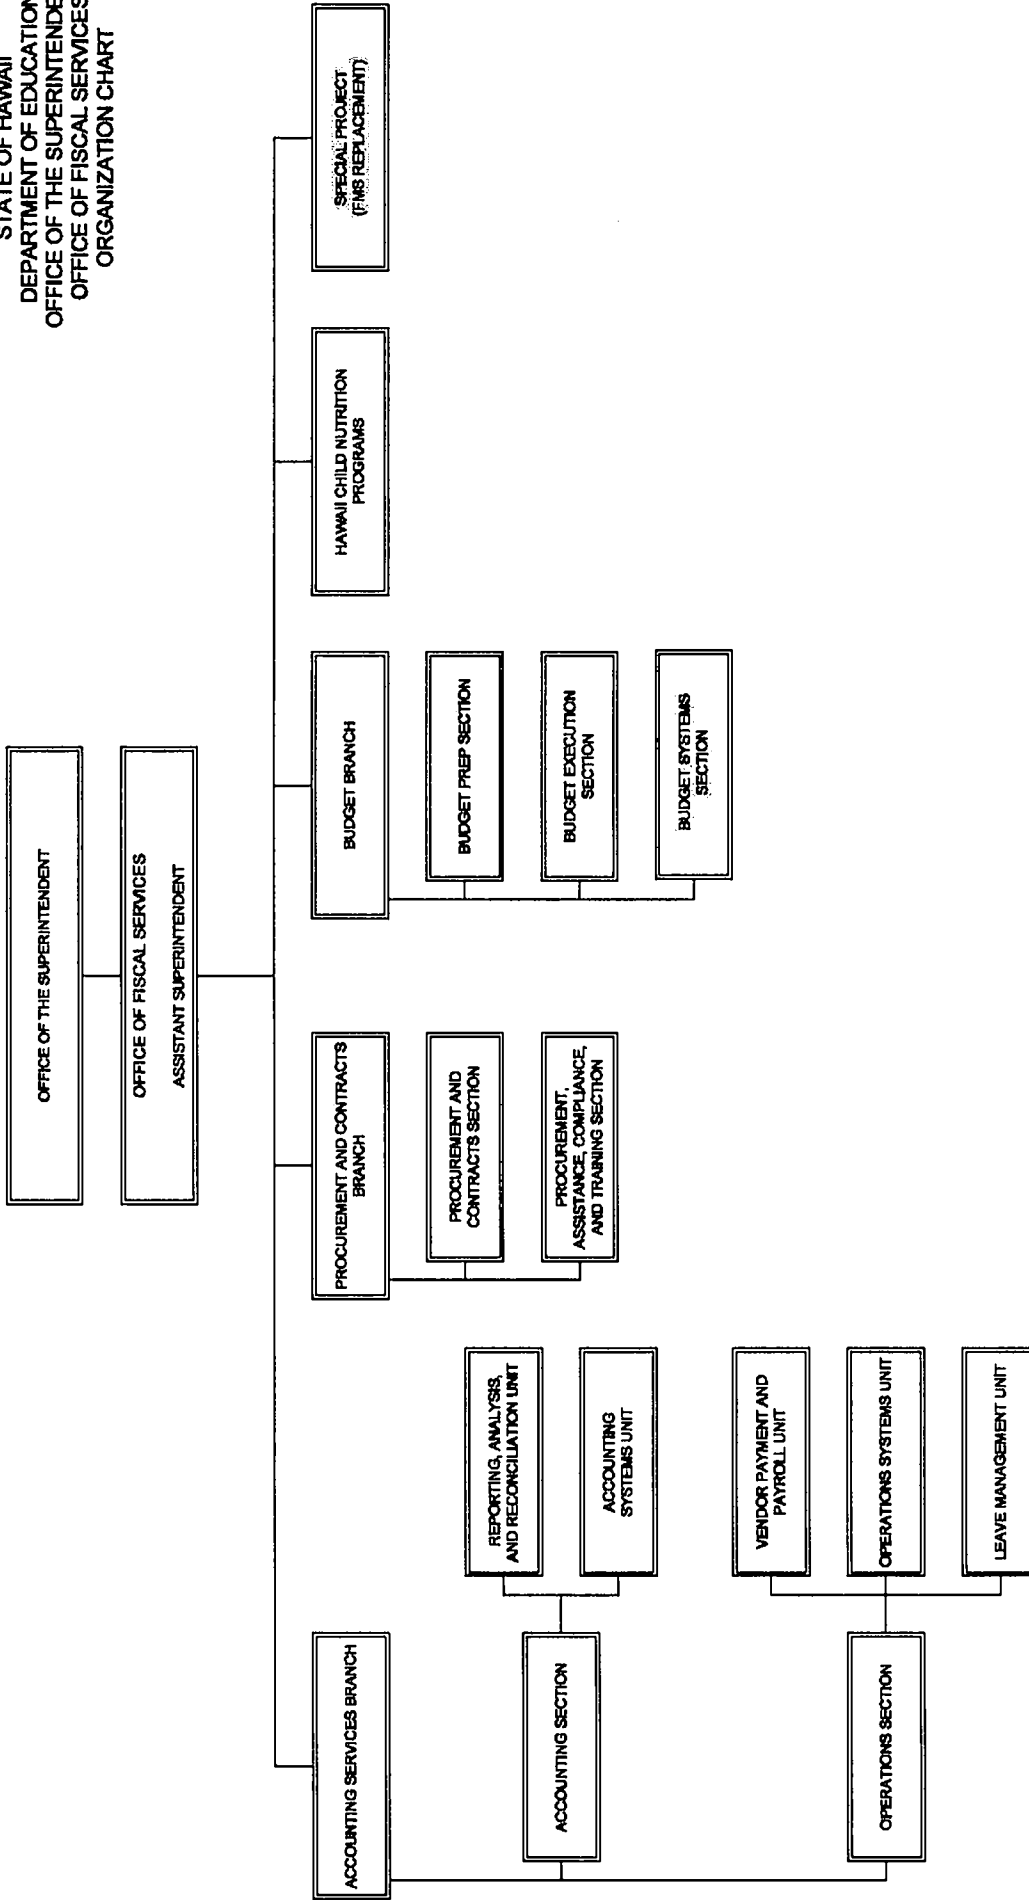 STATE OF HAWAII
DEPARTMENT OF EDUCATION
OFFICE OF THE SUPERINTENDE
OFFICE OF FISCAL SERVICES
ORGANIZATION CHART
OFFICE OF THE SUPERINTENDENT
OFFICE OF FISCAL SERVICES
ASSISTANT SUPERINTENDENT
ACCOUNTING SERVICES BRANCH
PROCUREMENT AND CONTRACTS
BRANCH
BUDGET BRANCH
HAWAII CHILD NUTRITION
PROGRAMS
SPECIAL PROJECT
(FMS REPLACEMENT)
ACCOUNTING SECTION
REPORTING, ANALYSIS,
AND RECONCILIATION UNIT
ACCOUNTING
SYSTEMS UNIT
OPERATIONS SECTION
VENDOR PAYMENT AND
PAYROLL UNIT
OPERATIONS SYSTEMS UNIT
LEAVE MANAGEMENT UNIT
PROCUREMENT AND
CONTRACTS SECTION
PROCUREMENT,
ASSISTANCE, COMPLIANCE,
AND TRAINING SECTION
BUDGET PREP SECTION
BUDGET EXECUTION
SECTION
BUDGET SYSTEMS
SECTION